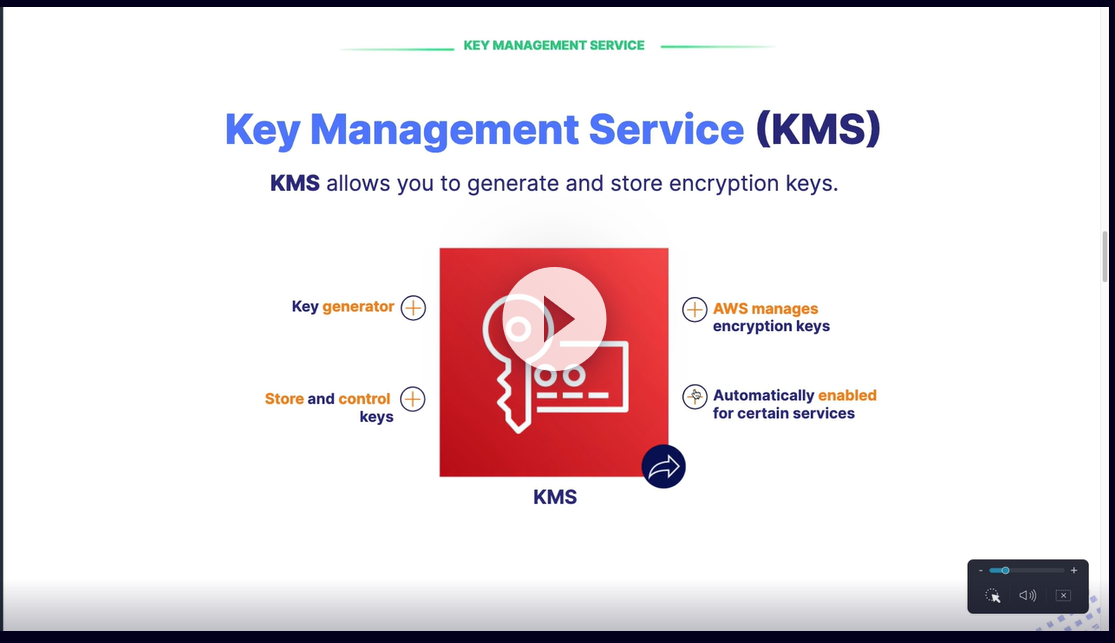 KEY MANAGEMENT SERVICE
Key Management Service (KMS)
KMS allows you to generate and store encryption keys.
Key generator
AWS manages
encryption keys
Store and control
keys
Automatically enabled
for certain services
KMS